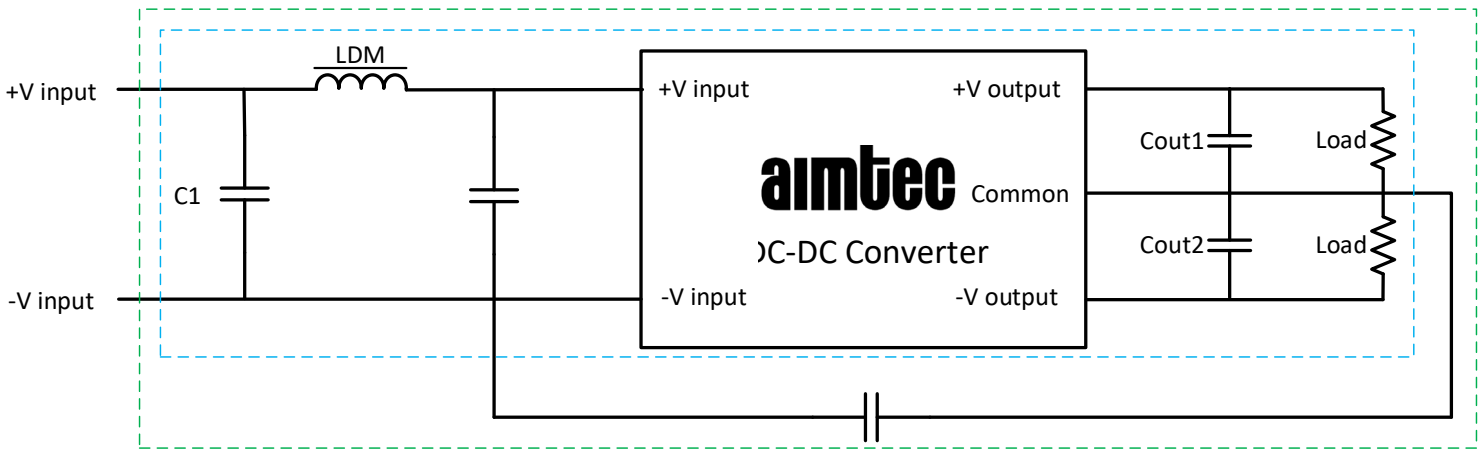 LDM
+V input
+V input
+V output
C1
Cout1
Load
aimtec
Common
DC-DC Converter
Cout2
Load
-V input
-V input
-V output